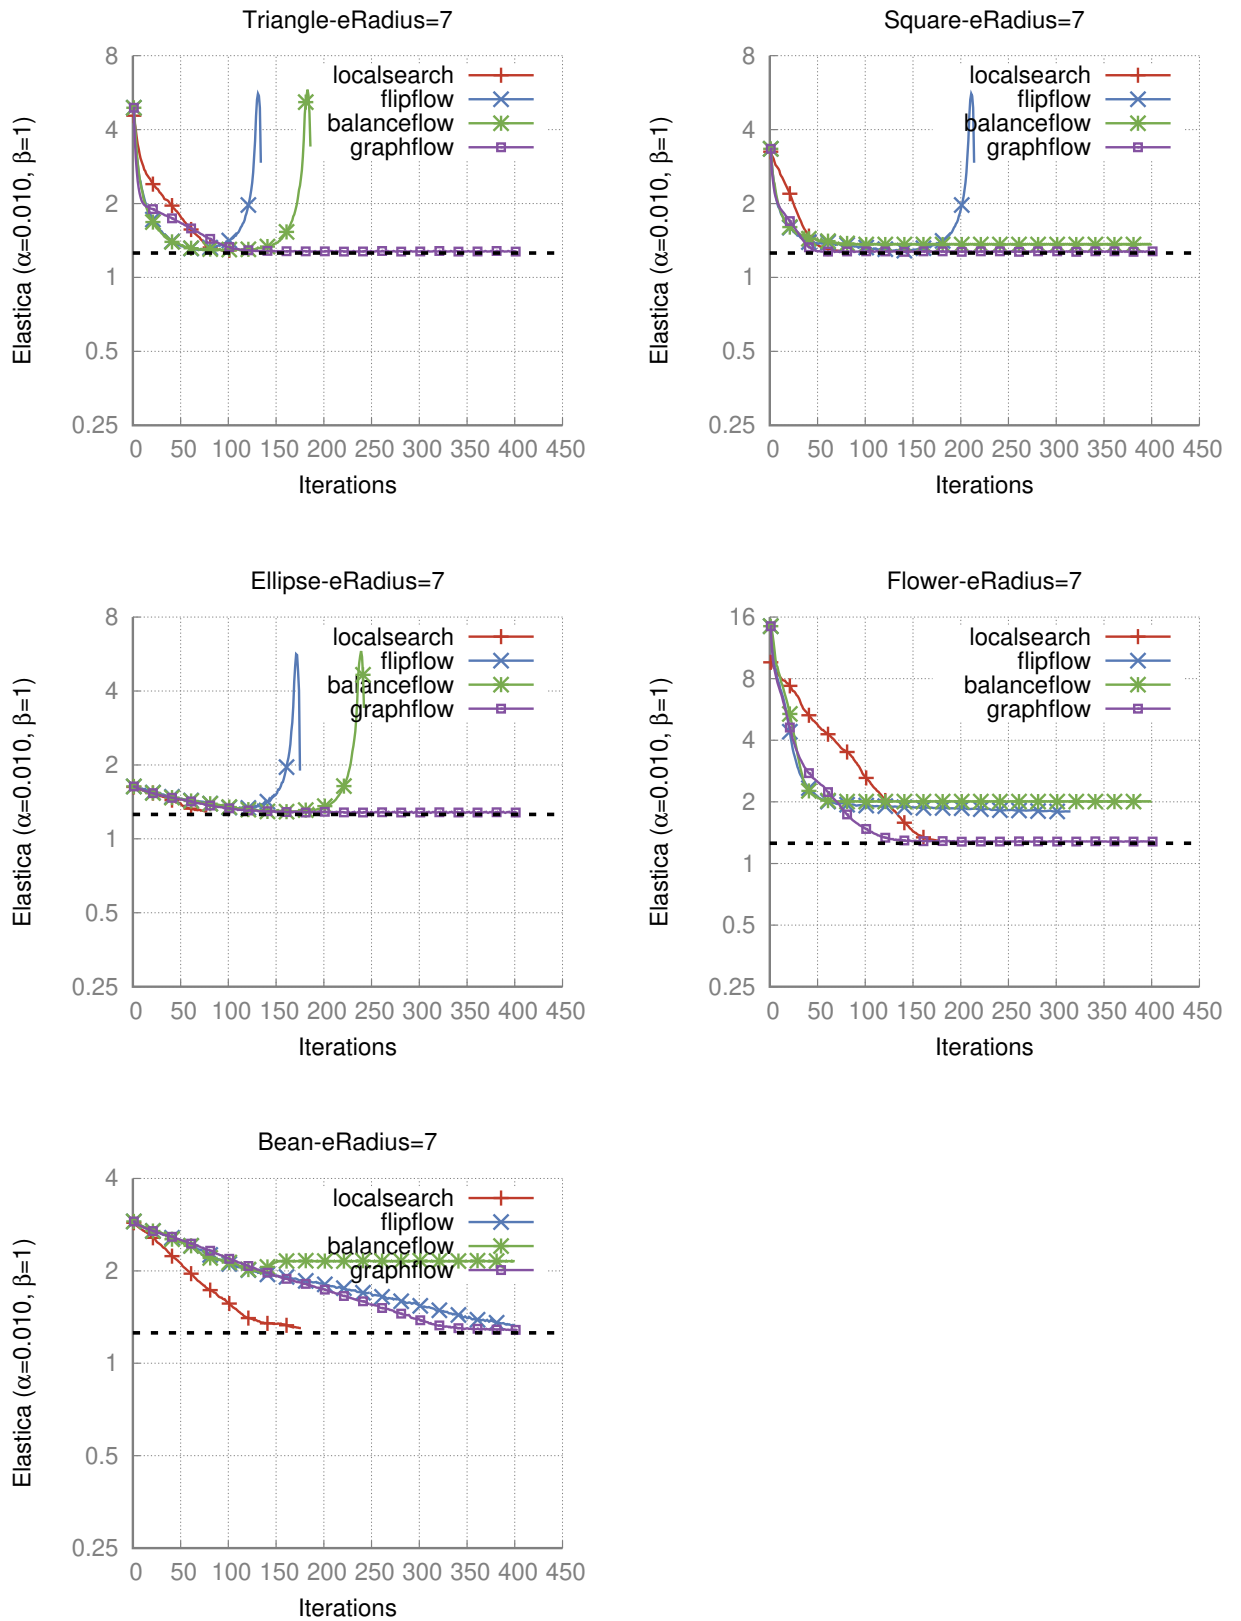 Triangle-eRadius=7
Elastica (α=0.010, β=1)
8
4
2
1
0.5
0.25
localsearch
flipflow
balanceflow
graphflow
0 50 100 150 200 250 300 350 400 450
Iterations
Square-eRadius=7
Elastica (α=0.010, β=1)
8
4
2
1
0.5
0.25
localsearch
flipflow
balanceflow
graphflow
0 50 100 150 200 250 300 350 400 450
Iterations
Ellipse-eRadius=7
Elastica (α=0.010, β=1)
8
4
2
1
0.5
0.25
localsearch
flipflow
balanceflow
graphflow
0 50 100 150 200 250 300 350 400 450
Iterations
Flower-eRadius=7
Elastica (α=0.010, β=1)
16
8
4
2
1
0.5
0.25
localsearch
flipflow
balanceflow
graphflow
0 50 100 150 200 250 300 350 400 450
Iterations
Bean-eRadius=7
Elastica (α=0.010, β=1)
4
2
1
0.5
0.25
localsearch
flipflow
balanceflow
graphflow
0 50 100 150 200 250 300 350 400 450
Iterations